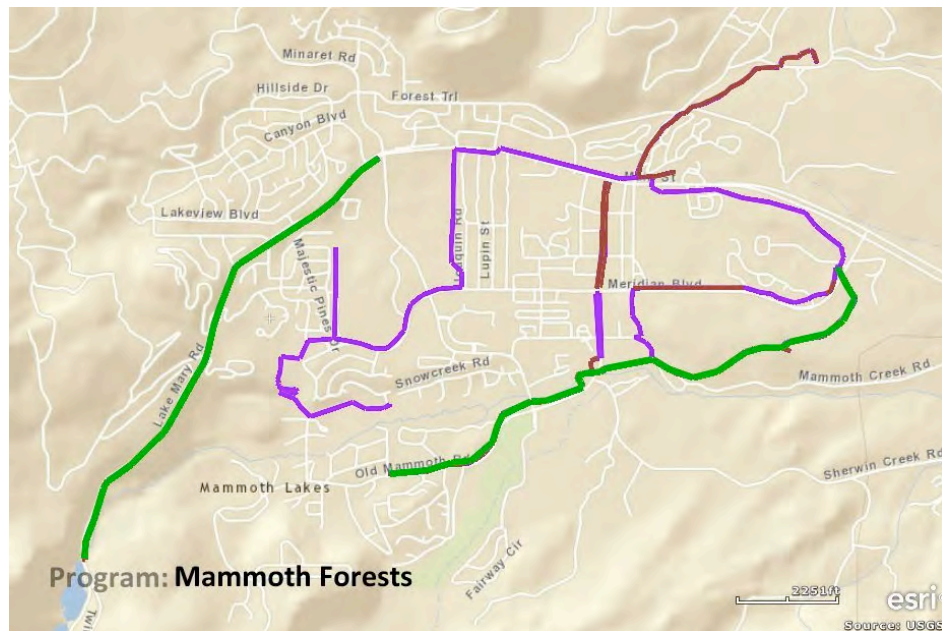 Minaret Rd
Hillside Dr
Forest Trl
Canyon Blvd
Lakeview Blvd
Majestic Pines Dr
Lupin St
Meridian Blvd
Lake Mary Rd
Snowcreek Rd
Mammoth Creek Rd
Old Mammoth Rd
Sherwin Creek Rd
Mammoth Lakes
Fairway Cir
Program: Mammoth Forests
2251ft
esri
Source: USGS